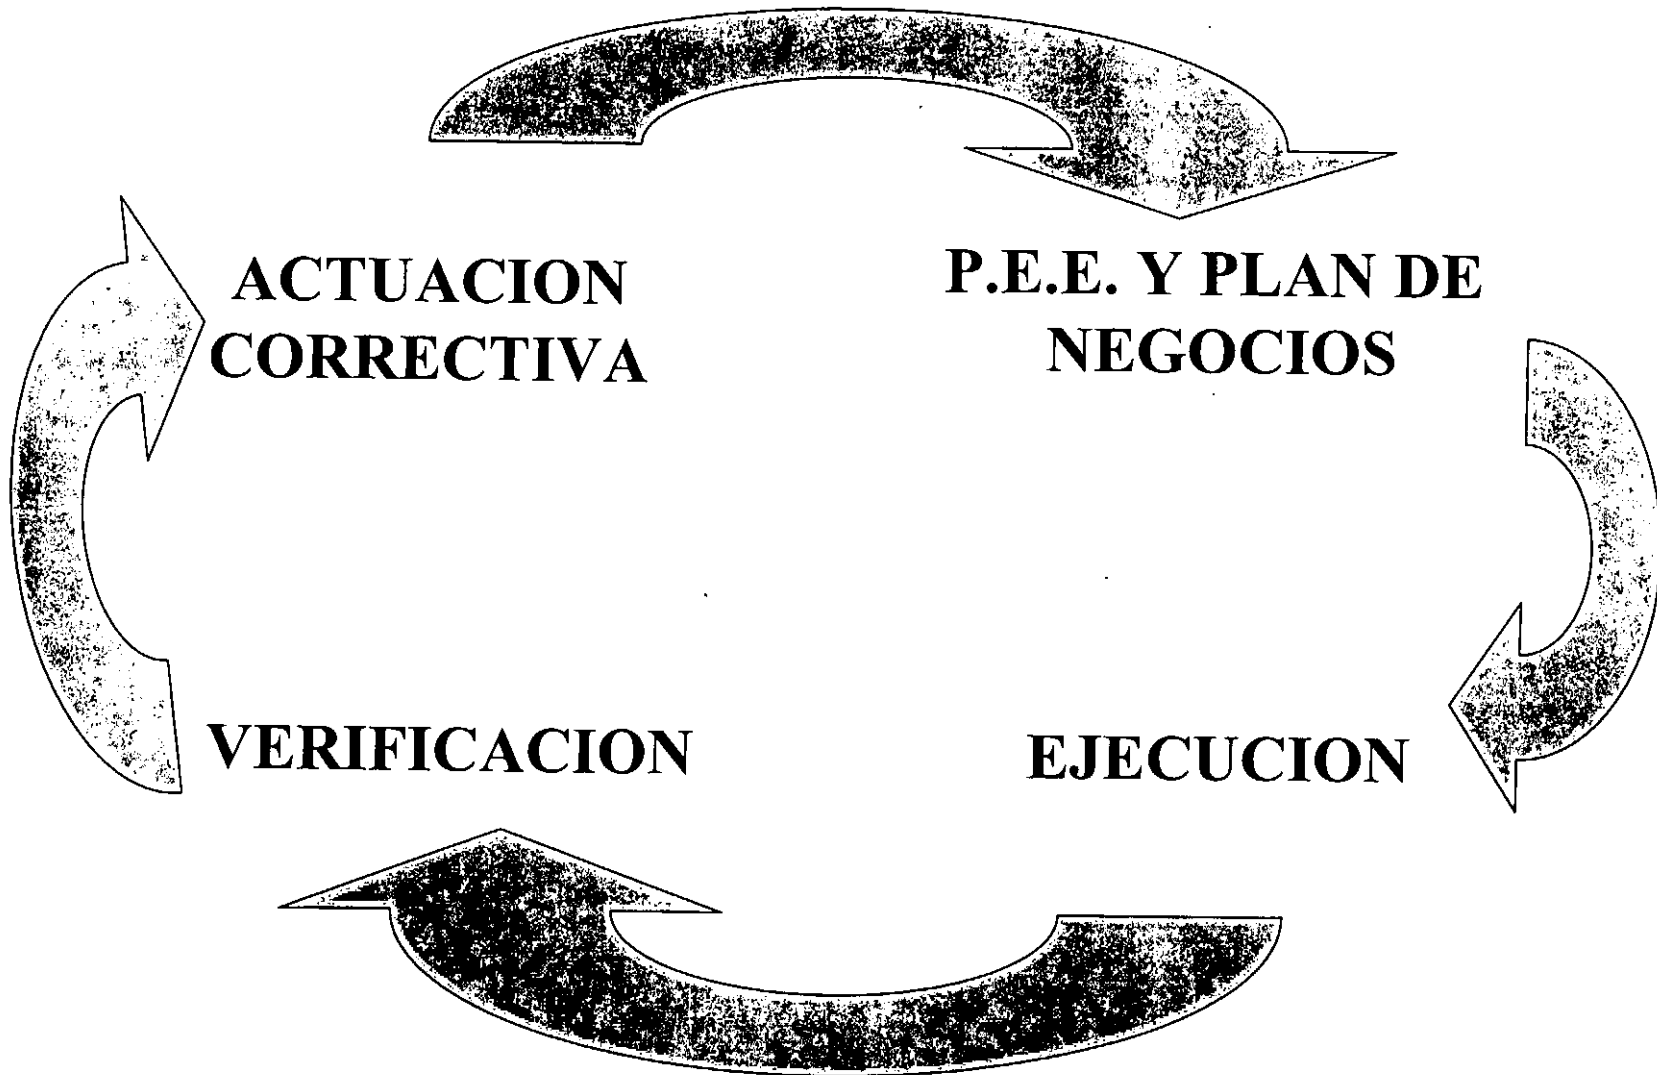 ACTUACION
CORRECTIVA
P.E.E. Y PLAN DE
NEGOCIOS
VERIFICACION
EJECUCION